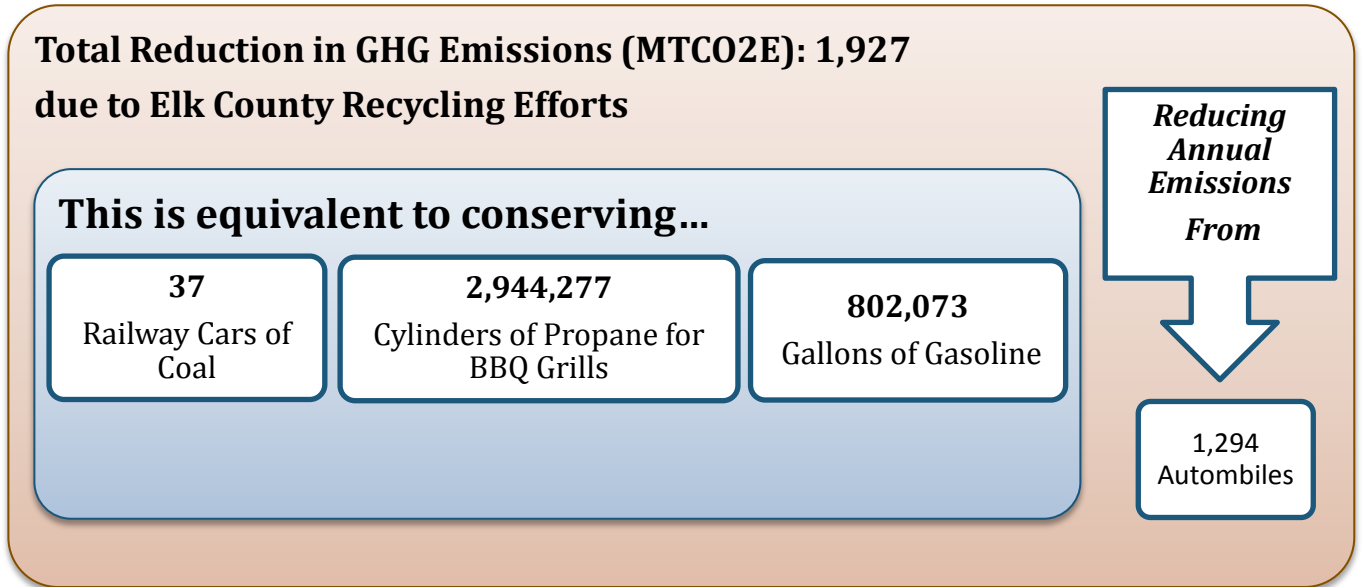 Total Reduction in GHG Emissions (MTCO2E): 1,927
due to Elk County Recycling Efforts
This is equivalent to conserving…
37
Railway Cars of
Coal
2,944,277
Cylinders of Propane for
BBQ Grills
802,073
Gallons of Gasoline
Reducing
Annual
Emissions
From
1,294
Autombiles